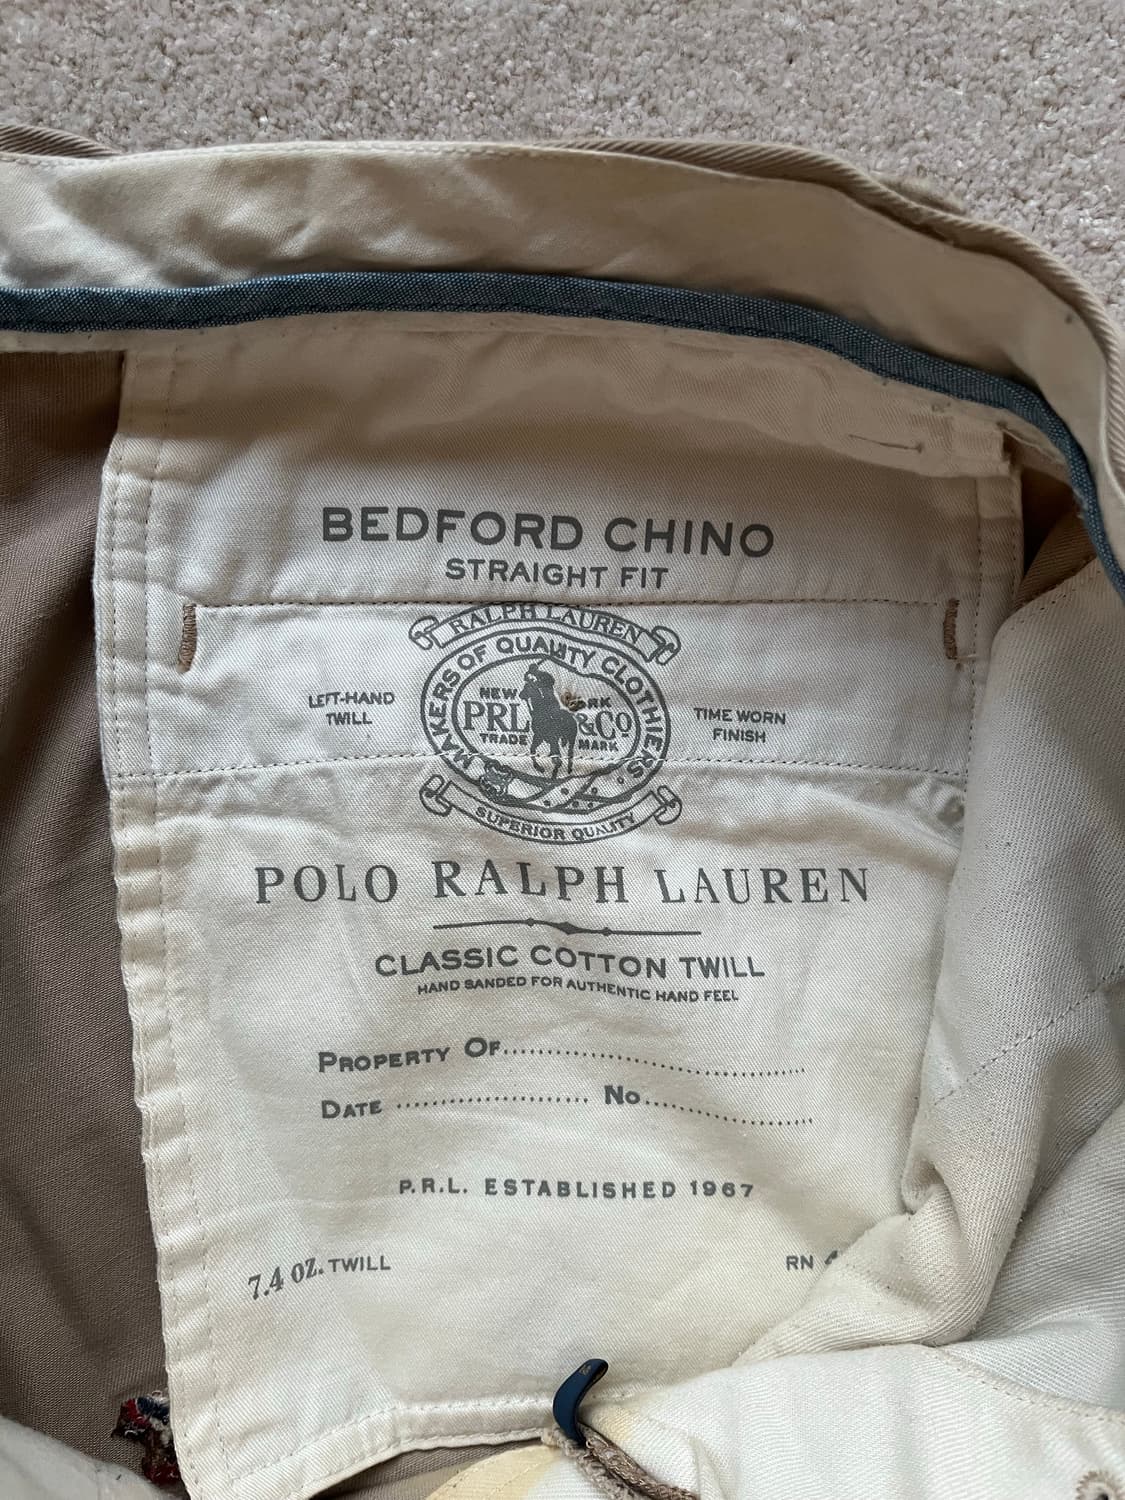 BEDFORD CHINO
STRAIGHT FIT
RALPH LAUREN
MAKERS OF QUALITY CLOTHIERS
LEFT-HAND
TWILL
NEW
PRL &Co
TRADE MARK
TIME WORN
FINISH
SUPERIOR QUALITY
POLO RALPH LAUREN
CLASSIC COTTON TWILL
HAND SANDED FOR AUTHENTIC HAND FEEL
PROPERTY OF
DATE No
P.R.L. ESTABLISHED 1967
7.4 OZ. TWILL
RN